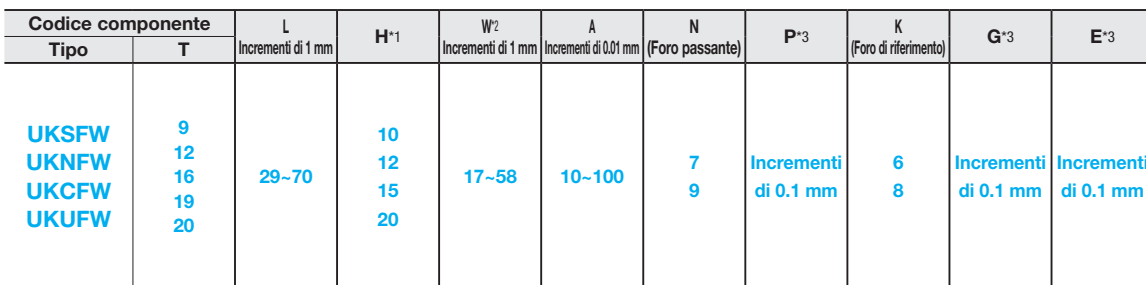 Codice componente
Tipo T
L
Incrementi di 1 mm
H*1
W*2
Incrementi di 1 mm
A
Incrementi di 0.01 mm
N
(Foro passante)
P*3
K
(Foro di riferimento)
G*3
E*3
UKSFW
UKNFW
UKCFW
UKUFW
9
12
16
19
20
29~70
10
12
15
20
17~58
10~100
7
9
Incrementi
di 0.1 mm
6
8
Incrementi
di 0.1 mm
Incrementi
di 0.1 mm